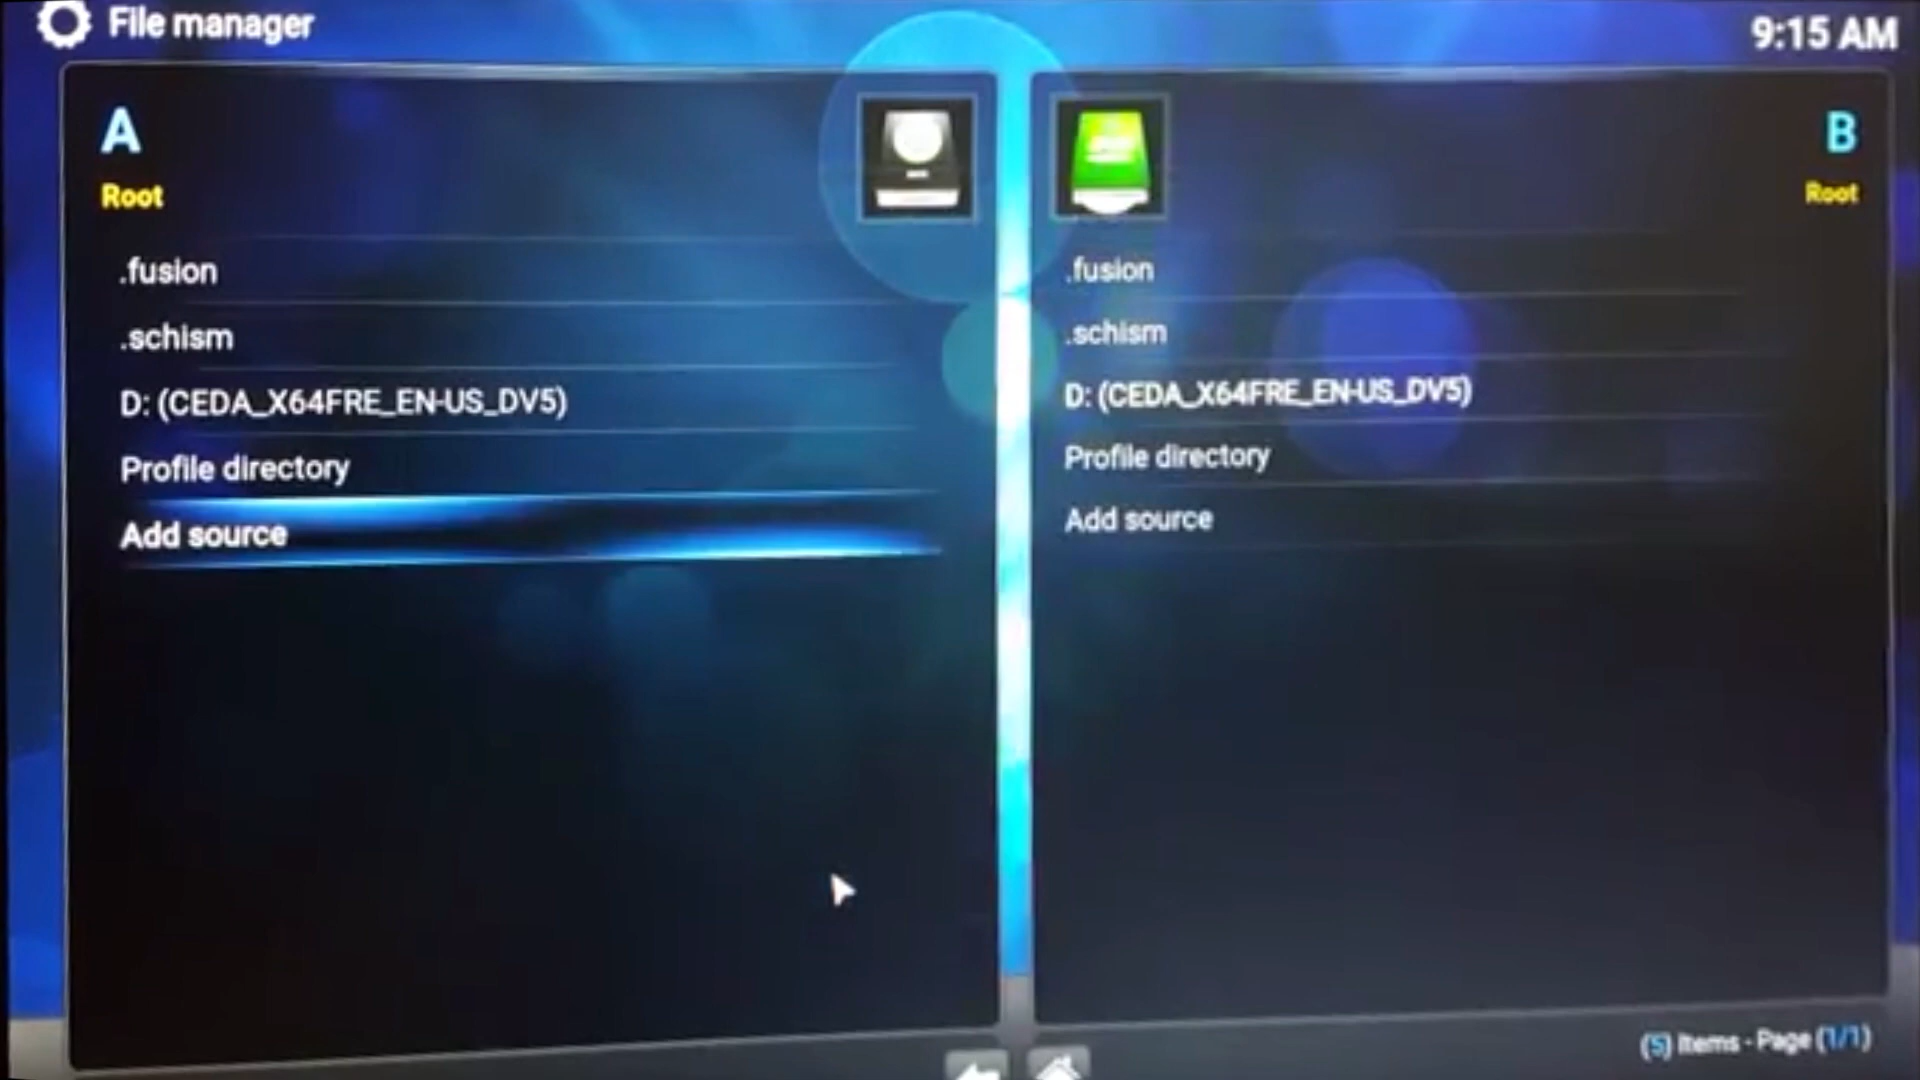 File manager
9:15 AM
A
Root
.fusion
.schism
D: (CEDA_X64FRE_EN-US_DV5)
Profile directory
Add source
B
Root
.fusion
.schism
D: (CEDA_X64FRE_EN-US_DV5)
Profile directory
Add source
(5) Items - Page (1/1)